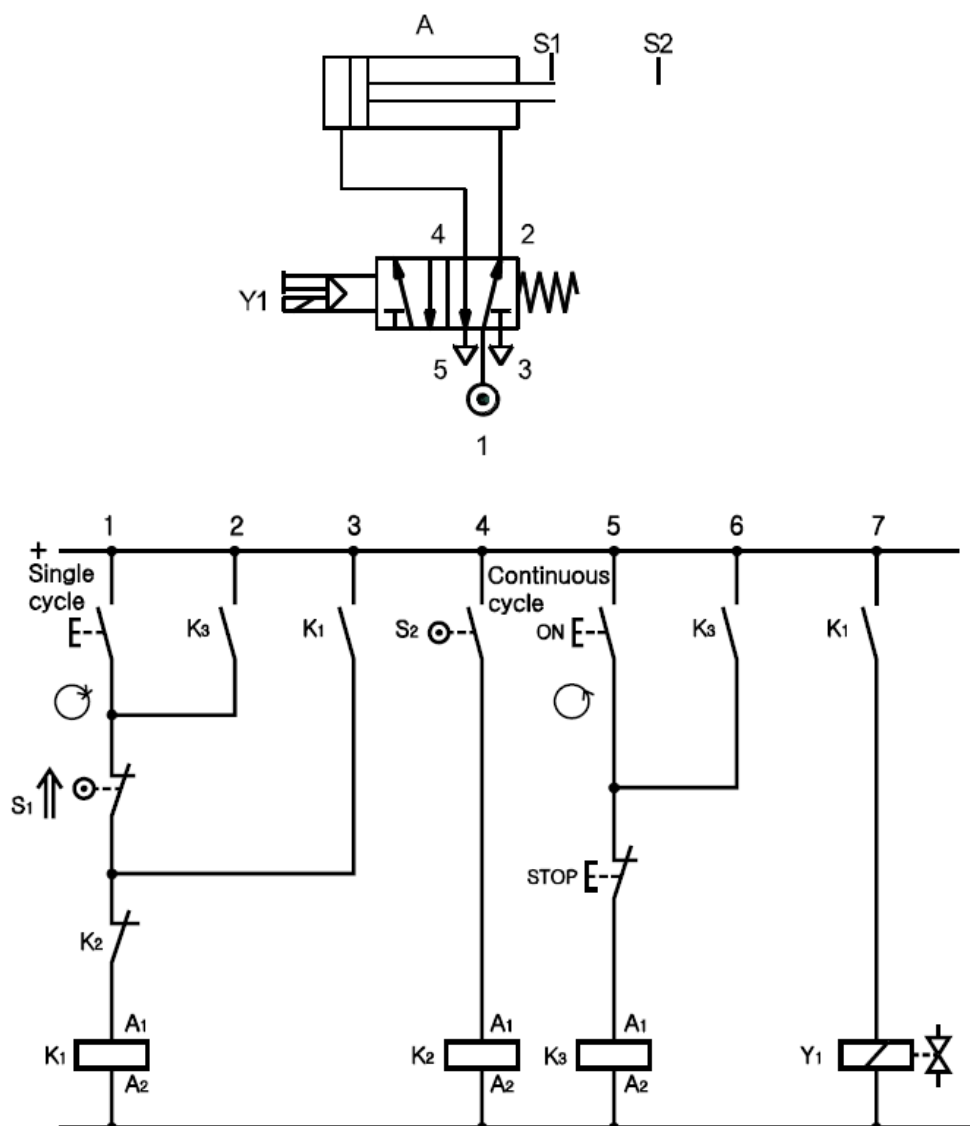 A
S1 S2
4 2
Y1
5 3
1
1 2 3 4 5 6 7
+
Single Continuous
cycle cycle
K3 K1 S2 ON K3 K1
S1
STOP
K2
A1 A1 A1
K1 K2 K3 Y1
A2 A2 A2